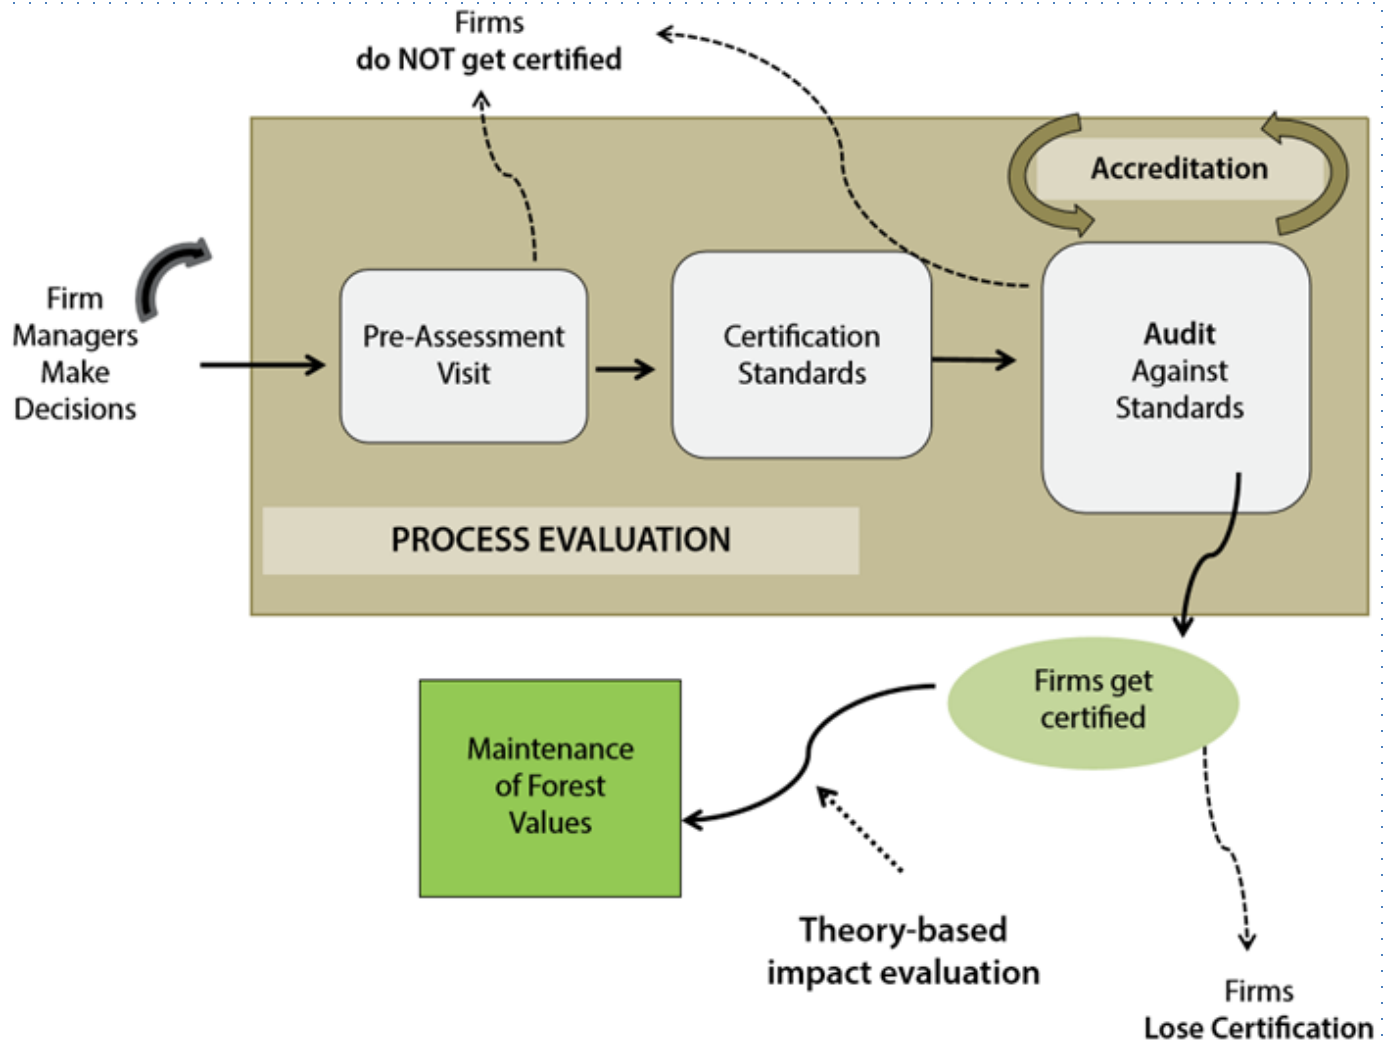 Firms
do NOT get certified
Accreditation
Firm
Managers
Make
Decisions
Pre-Assessment
Visit
Certification
Standards
Audit
Against
Standards
PROCESS EVALUATION
Firms get
certified
Maintenance
of Forest
Values
Theory-based
impact evaluation
Firms
Lose Certification